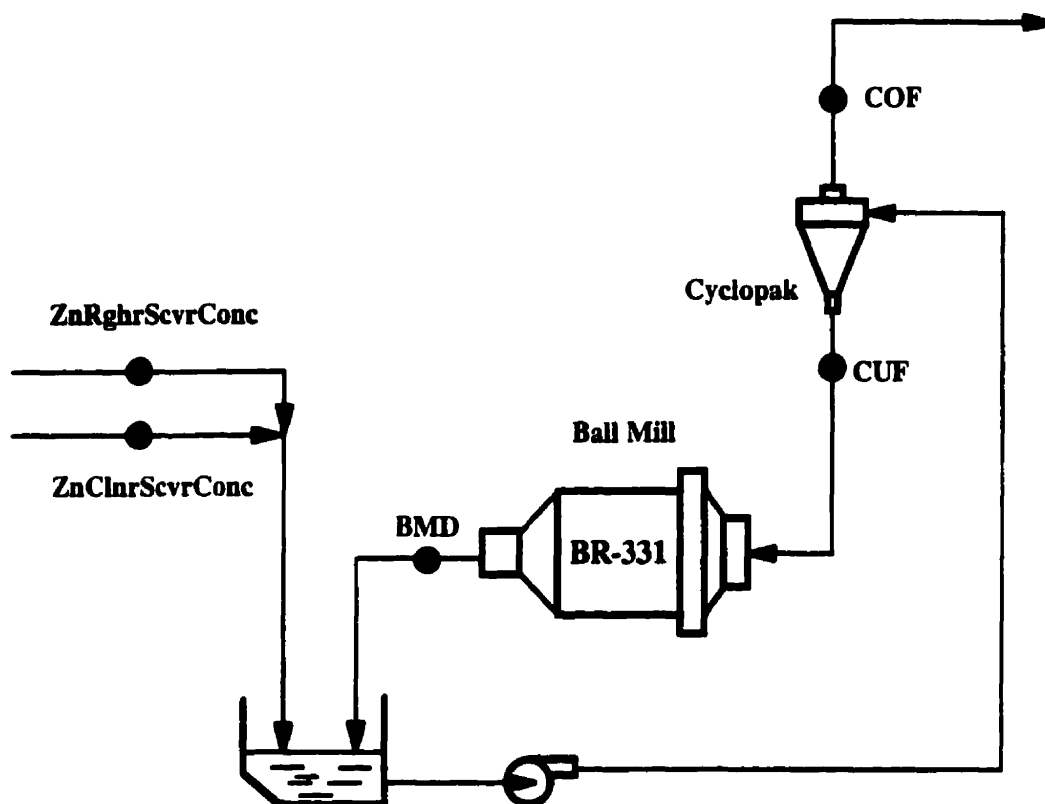 COF
Cyclopak
ZnRghrScvrConc
CUF
Ball Mill
ZnClnrScvrConc
BMD
BR-331